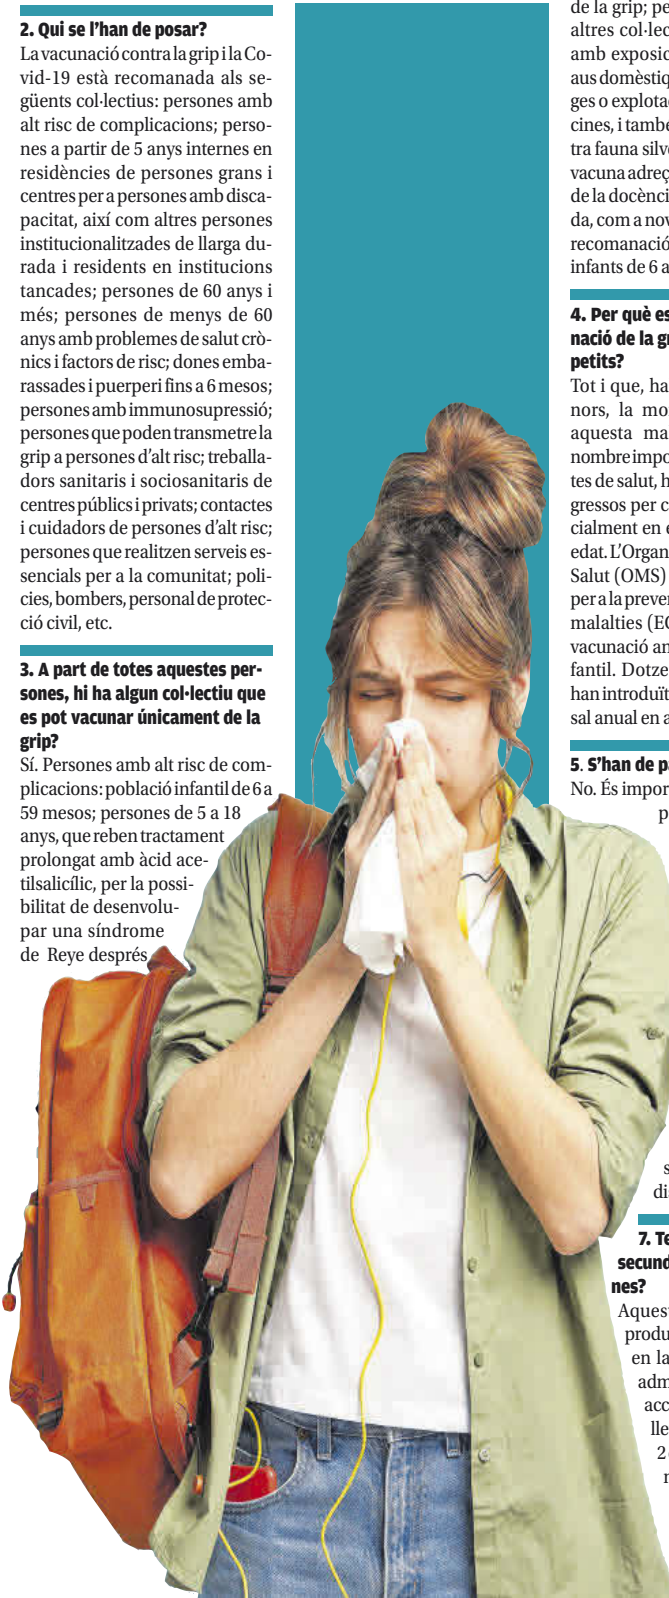 2. Qui se l’han de posar?
La vacunació contra la grip i la Co-
vid-19 està recomanada als se-
güents col·lectius: persones amb
alt risc de complicacions; perso-
nes a partir de 5 anys internes en
residències de persones grans i
centres per a persones amb disca-
pacitat, així com altres persones
institucionalitzades de llarga du-
rada i residents en institucions
tancades; persones de 60 anys i
més; persones de menys de 60
anys amb problemes de salut crò-
nics i factors de risc; dones emba-
rassades i puerperi fins a 6 mesos;
persones amb immunosupressió;
persones que poden transmetre la
grip a persones d’alt risc; treballa-
dors sanitaris i sociosanitaris de
centres públics i privats; contactes
i cuidadors de persones d’alt risc;
persones que realitzen serveis es-
sencials per a la comunitat; poli-
cies, bombers, personal de protec-
ció civil, etc.
3. A part de totes aquestes per-
sones, hi ha algun col·lectiu que
es pot vacunar únicament de la
grip?
Sí. Persones amb alt risc de com-
plicacions: població infantil de 6 a
59 mesos; persones de 5 a 18
anys, que reben tractament
prolongat amb àcid ace-
tilsalicílic, per la possi-
bilitat de desenvolu-
par una síndrome
de Reye després
de la grip; pe
altres col·lec
amb exposic
aus domèstiq
ges o explota
cines, i també
tra fauna silve
vacuna adreç
de la docènci
da, com a nov
recomanació
infants de 6 a
4. Per què es
nació de la gr
petits?
Tot i que, ha
nors, la mo
aquesta ma
nombre impo
tes de salut, h
gressos per c
cialment en e
edat. L’Organ
Salut (OMS)
per a la preven
malalties (EC
vacunació an
fantil. Dotze
han introduït
sal anual en a
5. S’han de pa
No. És impor
p
s
di
7. Te
secund
nes?
Aques
produ
en la
adm
acc
lle
2